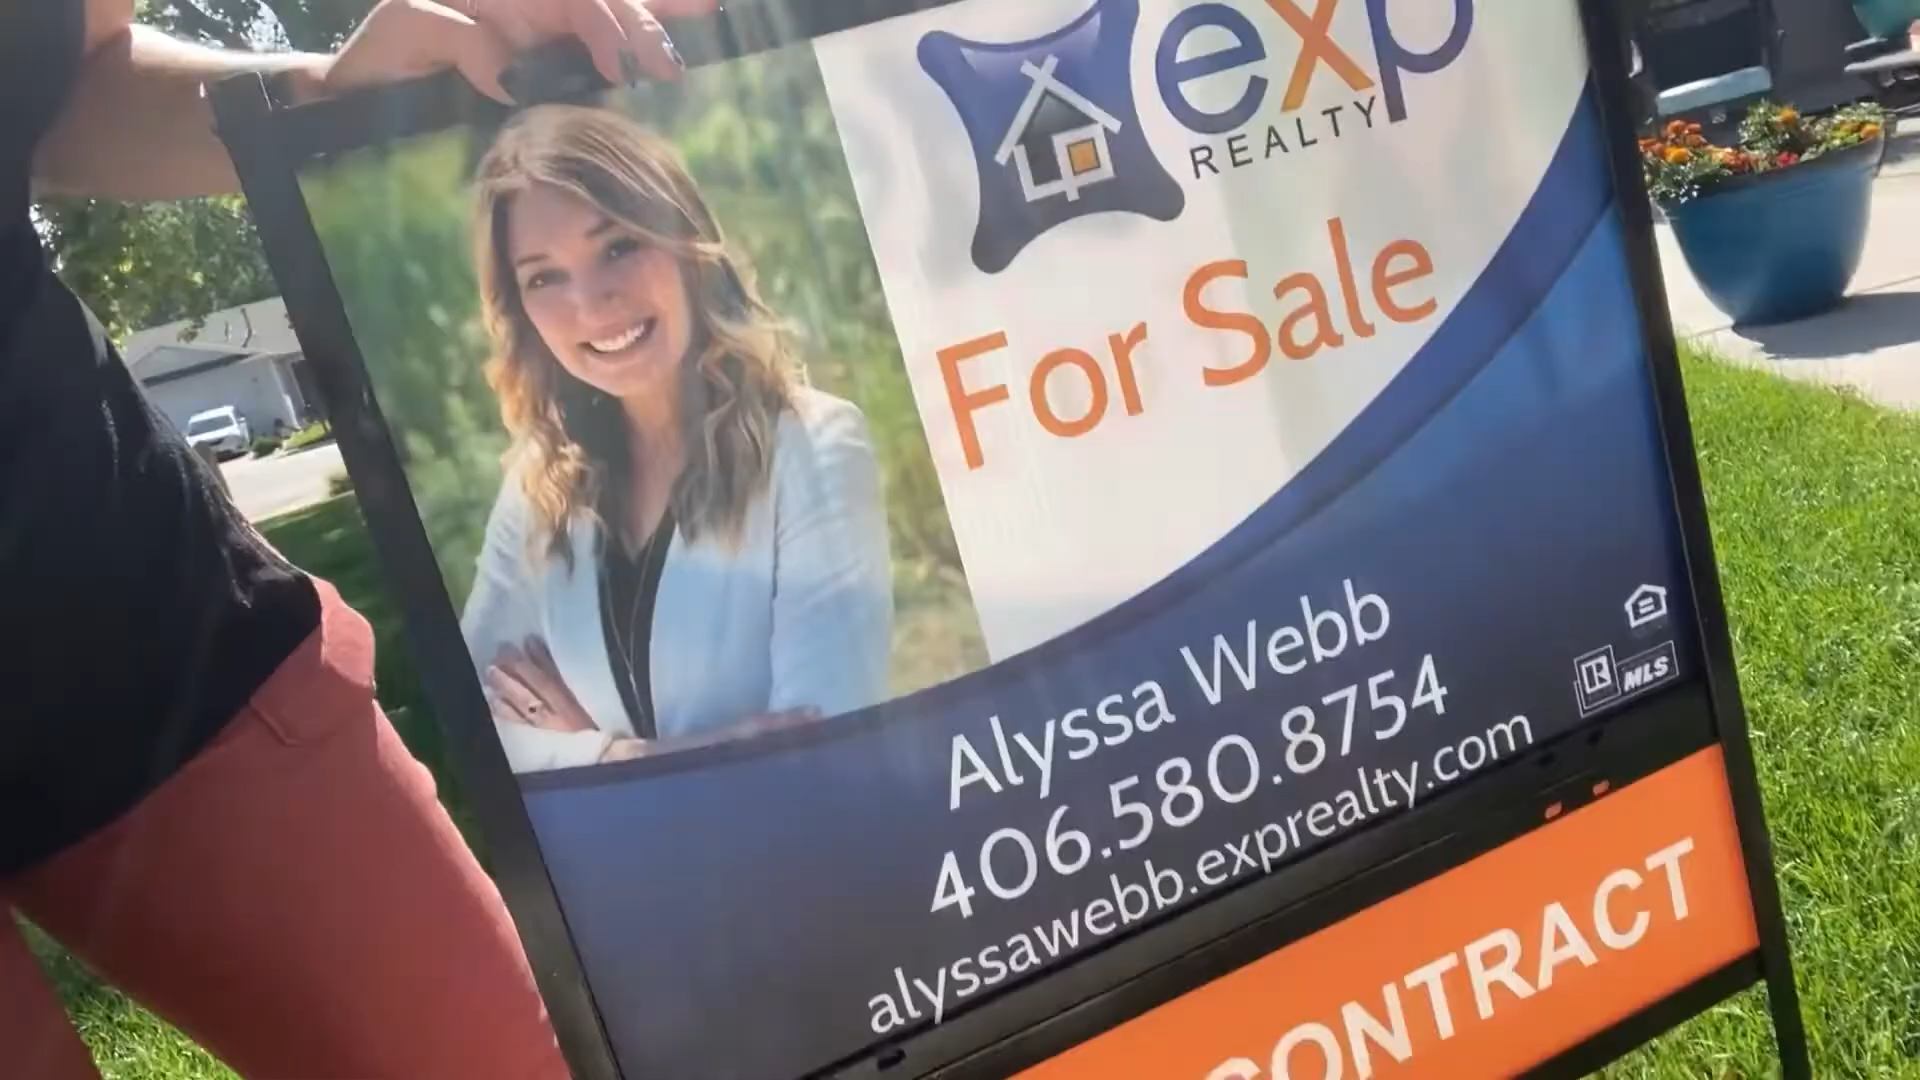 exp
REALTY
For Sale
Alyssa Webb
406.580.8754
alyssawebb.exprealty.com
R MLS
CONTRACT